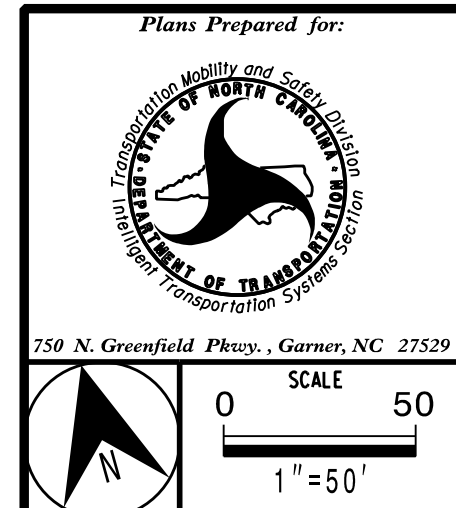 Plans Prepared for:
Transportation Mobility and Safety Division
STATE OF NORTH CAROLINA
DEPARTMENT OF TRANSPORTATION
Intelligent Transportation Systems Section
750 N. Greenfield Pkwy. , Garner, NC 27529
N
SCALE
0 50
1"=50'